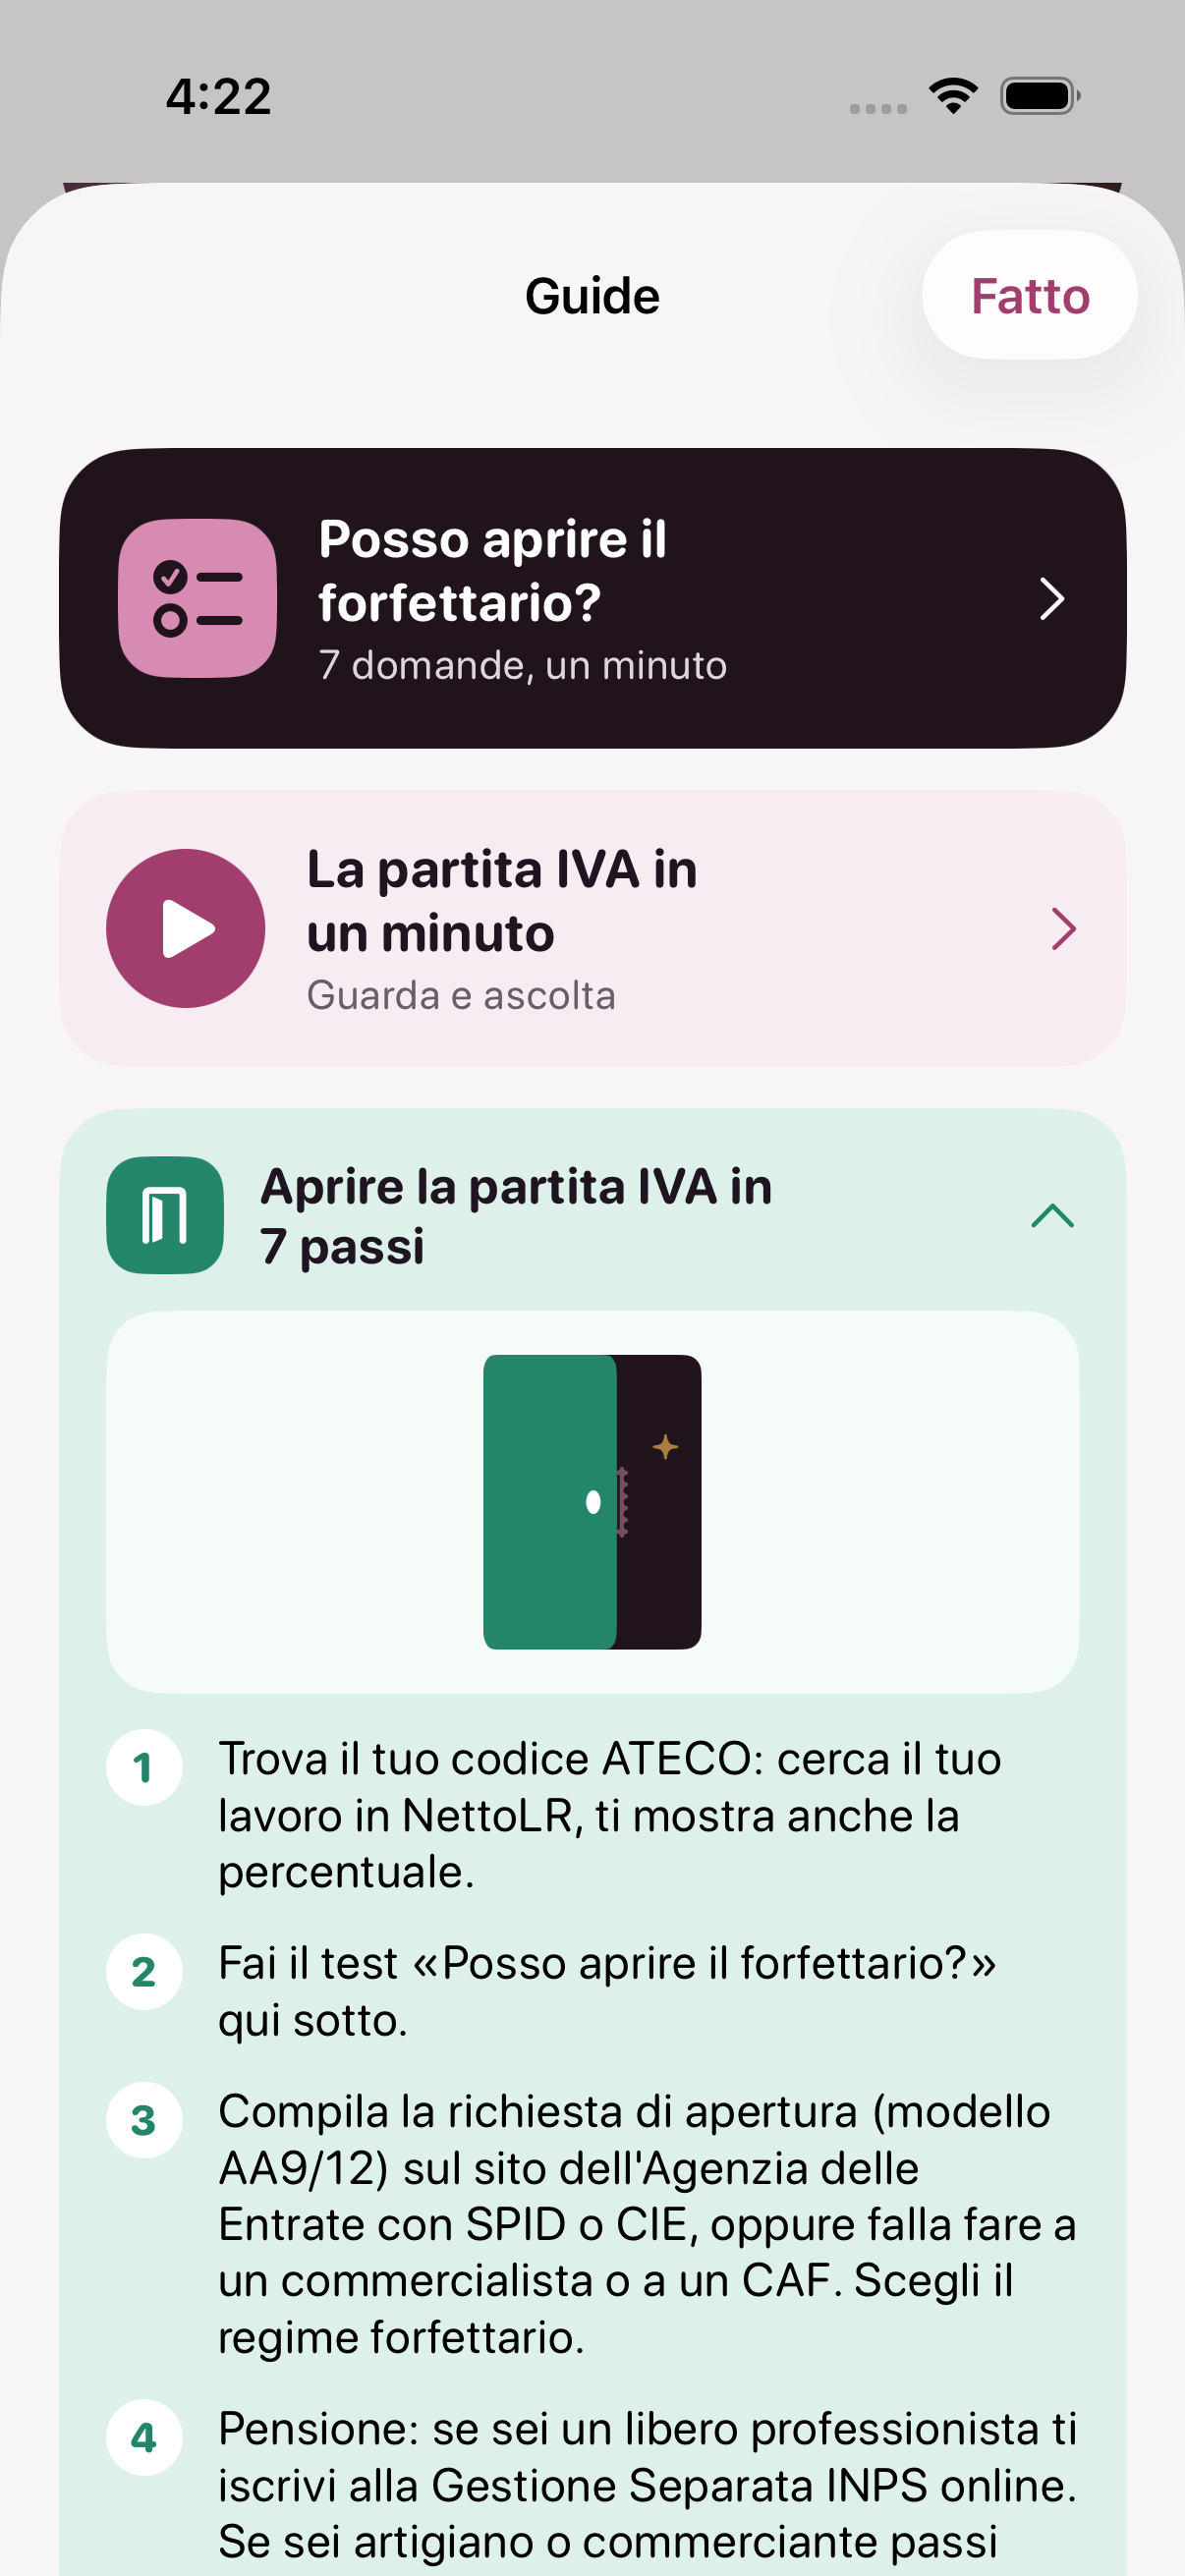 4:22
Guide
Fatto
Posso aprire il
forfettario?
7 domande, un minuto
La partita IVA in
un minuto
Guarda e ascolta
Aprire la partita IVA in
7 passi
1
Trova il tuo codice ATECO: cerca il tuo
lavoro in NettoLR, ti mostra anche la
percentuale.
2
Fai il test «Posso aprire il forfettario?»
qui sotto.
3
Compila la richiesta di apertura (modello
AA9/12) sul sito dell'Agenzia delle
Entrate con SPID o CIE, oppure falla fare a
un commercialista o a un CAF. Scegli il
regime forfettario.
4
Pensione: se sei un libero professionista ti
iscrivi alla Gestione Separata INPS online.
Se sei artigiano o commerciante passi